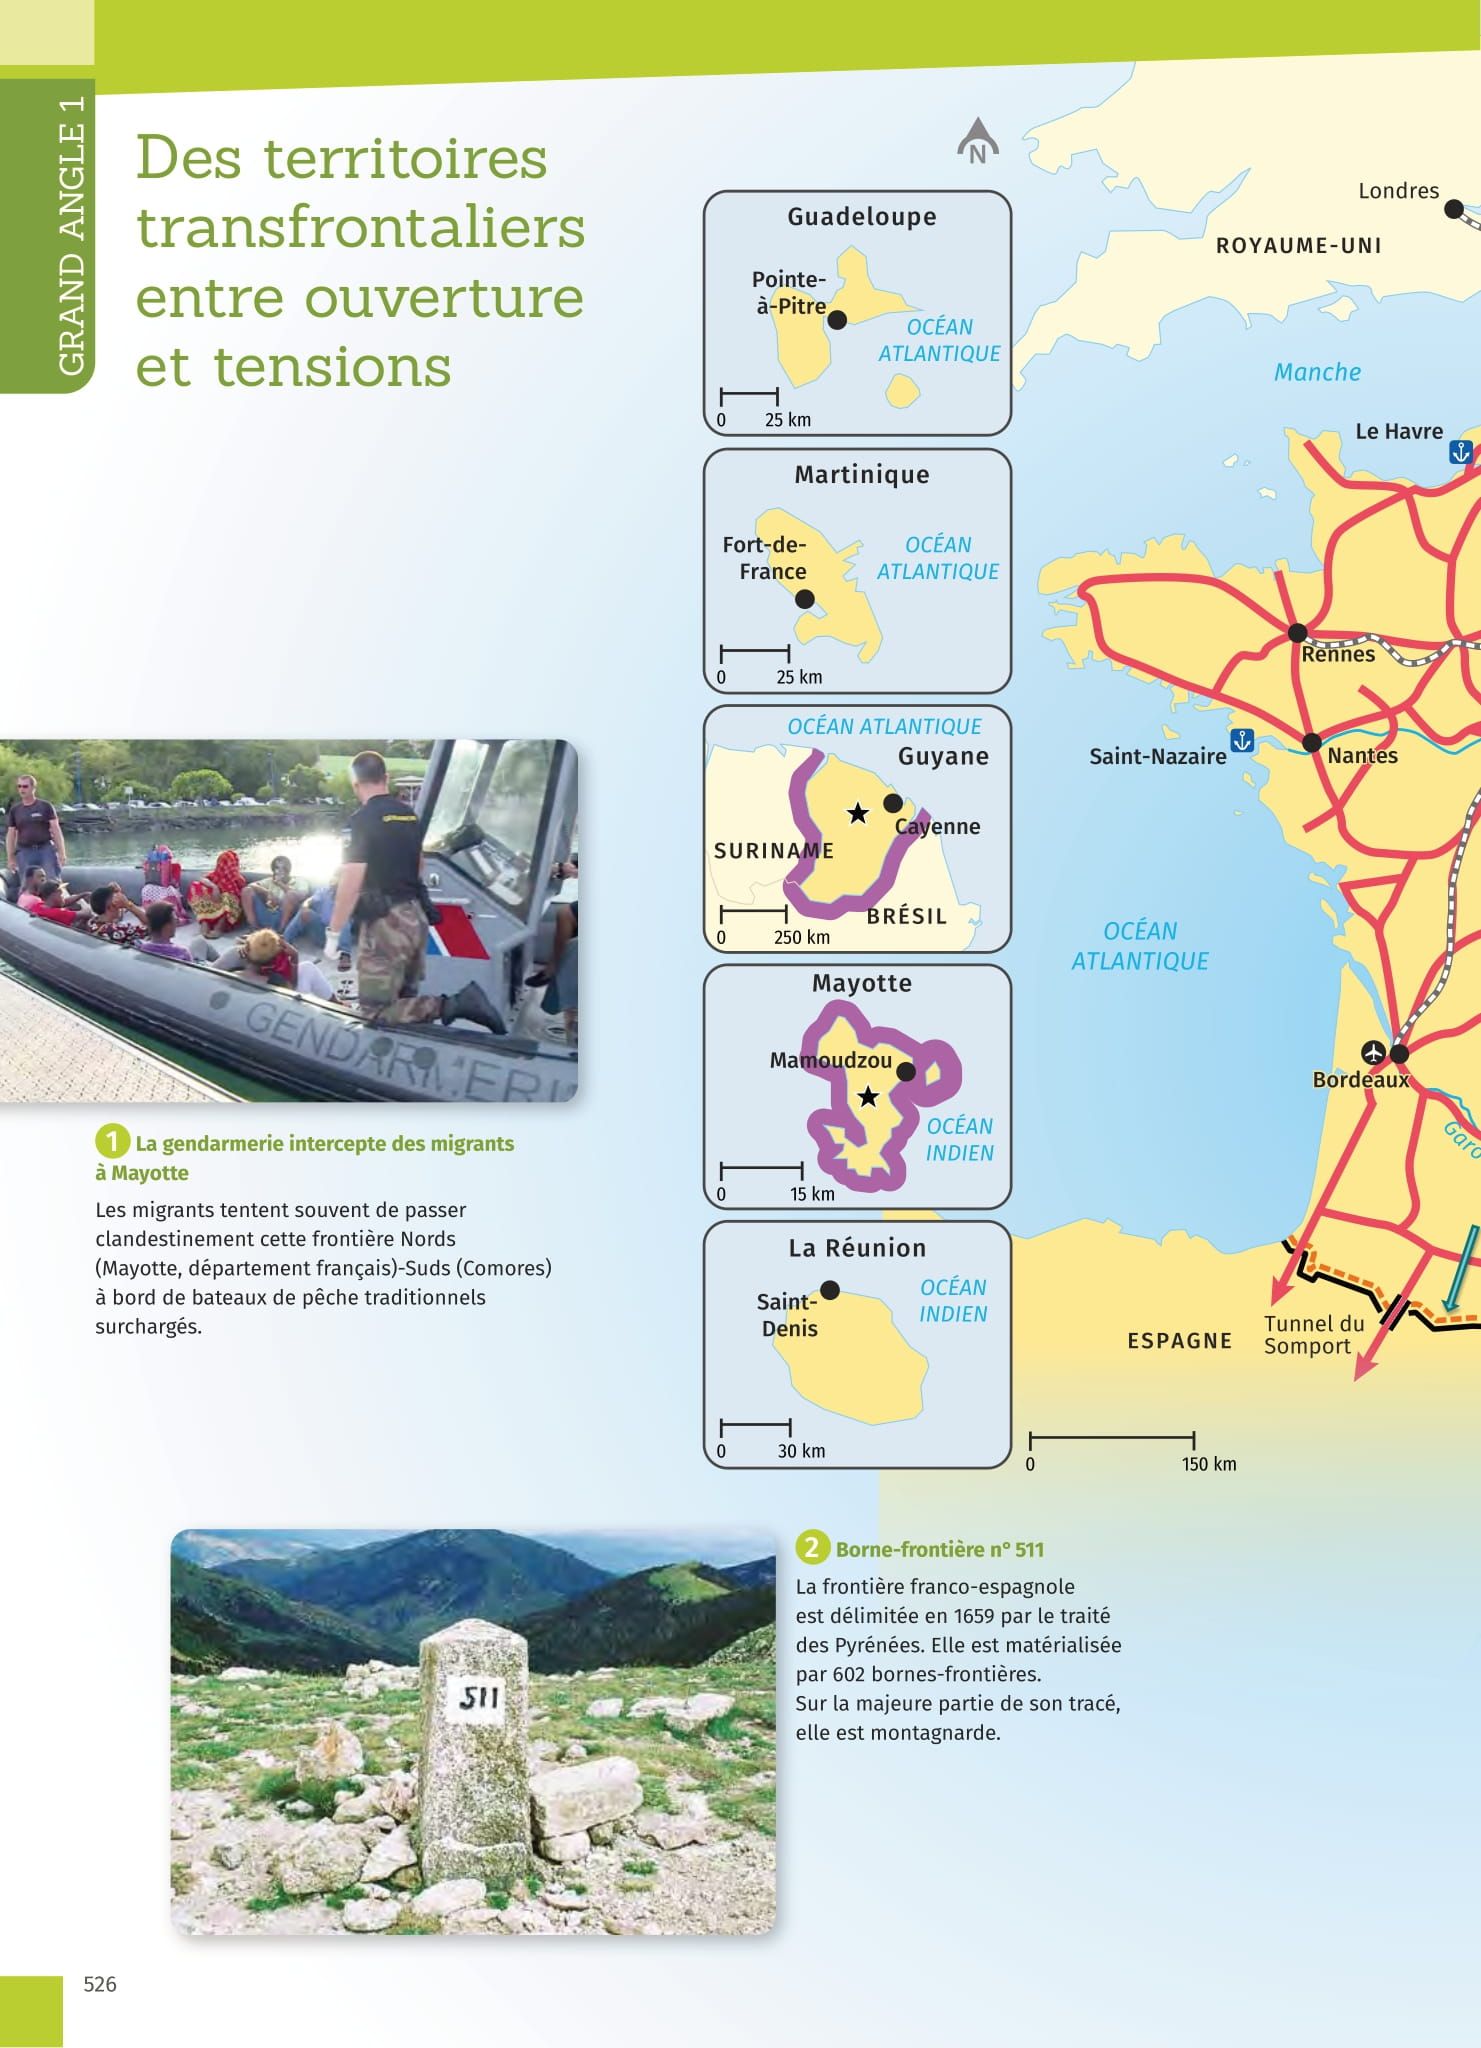 GRAND ANGLE 1
Des territoires
transfrontaliers
entre ouverture
et tensions
N
Guadeloupe
Pointe-
à-Pitre
OCÉAN
ATLANTIQUE
0 25 km
Martinique
Fort-de-
France
OCÉAN
ATLANTIQUE
0 25 km
OCÉAN ATLANTIQUE
Guyane
Cayenne
SURINAME
BRÉSIL
0 250 km
Mayotte
Mamoudzou
OCÉAN
INDIEN
0 15 km
La Réunion
Saint-
Denis
OCÉAN
INDIEN
0 30 km
Londres
ROYAUME-UNI
Manche
Le Havre
Rennes
Saint-Nazaire
Nantes
OCÉAN
ATLANTIQUE
Bordeaux
Garo
Tunnel du
Somport
ESPAGNE
0 150 km
GENDARMERI
1 La gendarmerie intercepte des migrants
à Mayotte
Les migrants tentent souvent de passer
clandestinement cette frontière Nords
(Mayotte, département français)-Suds (Comores)
à bord de bateaux de pêche traditionnels
surchargés.
511
2 Borne-frontière n° 511
La frontière franco-espagnole
est délimitée en 1659 par le traité
des Pyrénées. Elle est matérialisée
par 602 bornes-frontières.
Sur la majeure partie de son tracé,
elle est montagnarde.
526